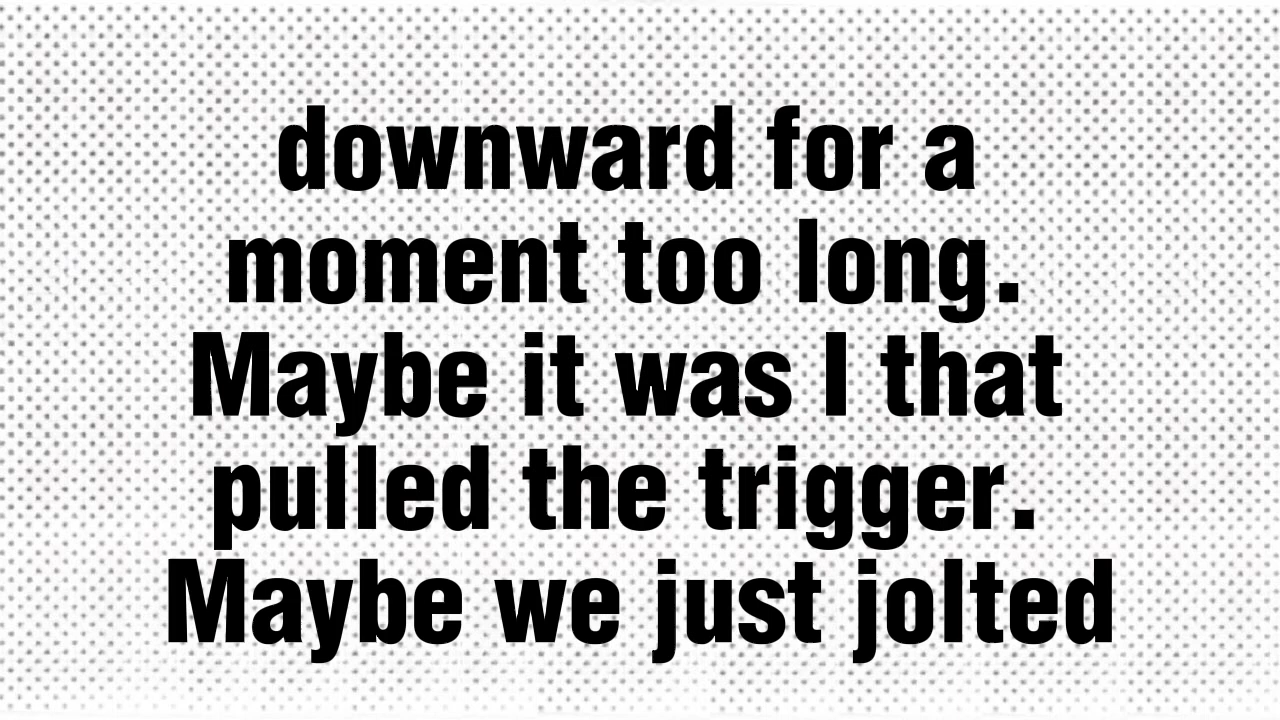 downward for a
moment too long.
Maybe it was I that
pulled the trigger.
Maybe we just jolted